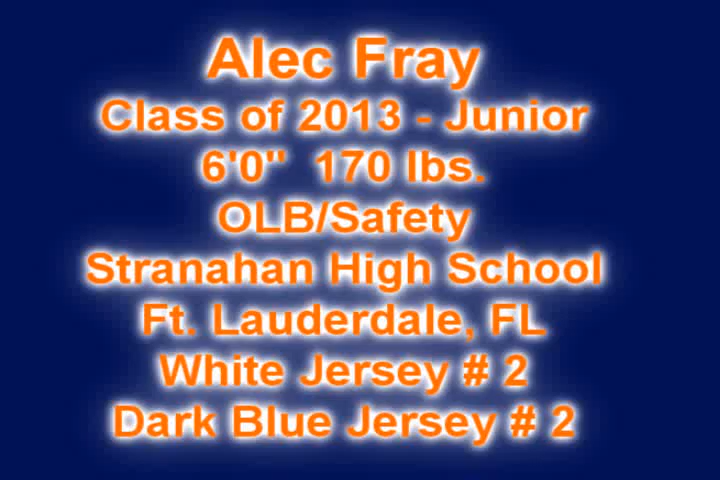 Alec Fray
Class of 2013 - Junior
6'0" 170 lbs.
OLB/Safety
Stranahan High School
Ft. Lauderdale, FL
White Jersey # 2
Dark Blue Jersey # 2